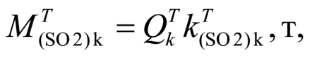 M^T_(SO2)k = Q^T_k k^T_(SO2)k, т,